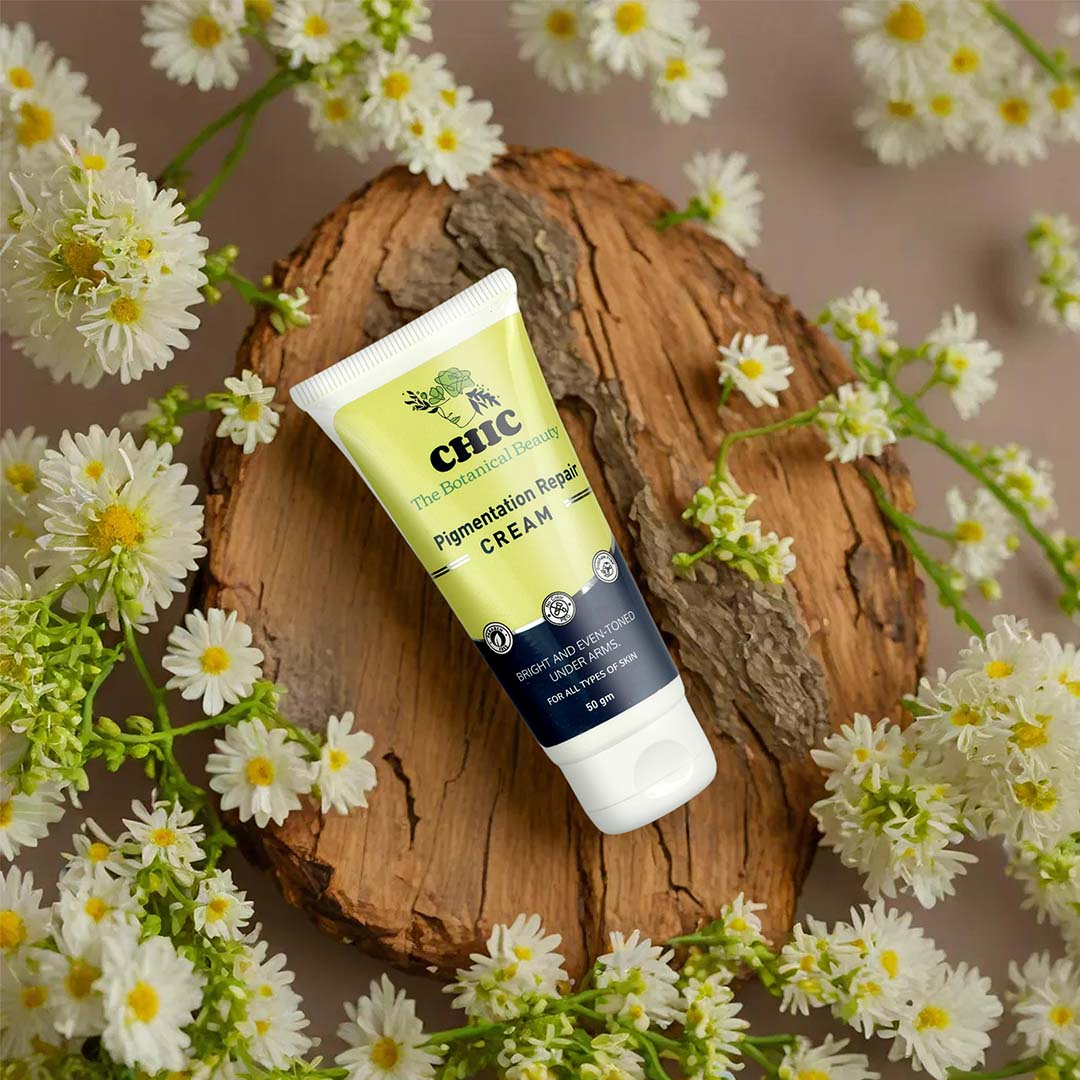 CHIC
The Botanical Beauty
Pigmentation Repair
CREAM
BRIGHT AND EVEN-TONED
UNDER ARMS.
FOR ALL TYPES OF SKIN
50 gm